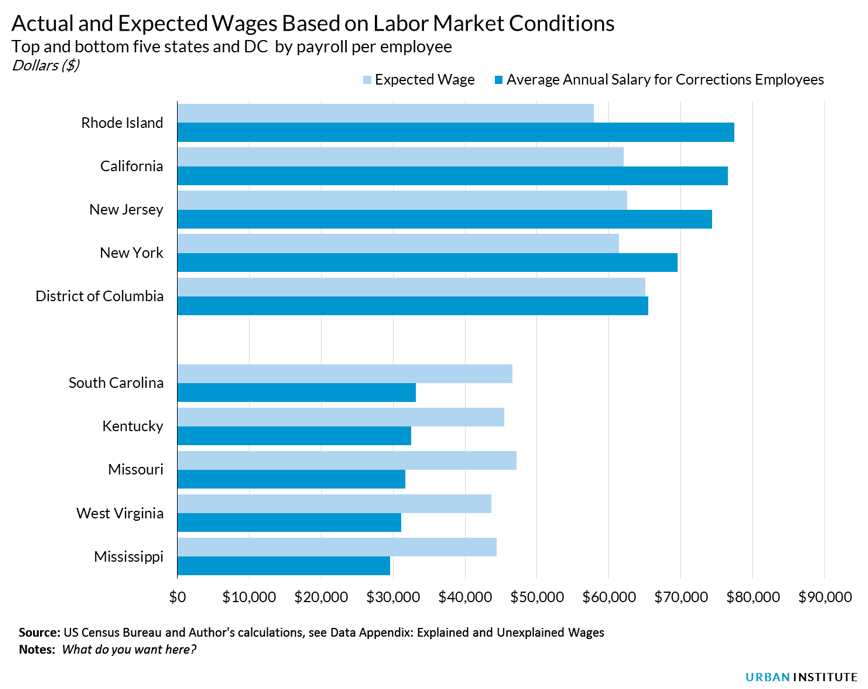 Actual and Expected Wages Based on Labor Market Conditions
Top and bottom five states and DC by payroll per employee
Dollars ($)
Expected Wage Average Annual Salary for Corrections Employees
Rhode Island
California
New Jersey
New York
District of Columbia
South Carolina
Kentucky
Missouri
West Virginia
Mississippi
$0 $10,000 $20,000 $30,000 $40,000 $50,000 $60,000 $70,000 $80,000 $90,000
Source: US Census Bureau and Author's calculations, see Data Appendix: Explained and Unexplained Wages
Notes: What do you want here?
URBAN INSTITUTE